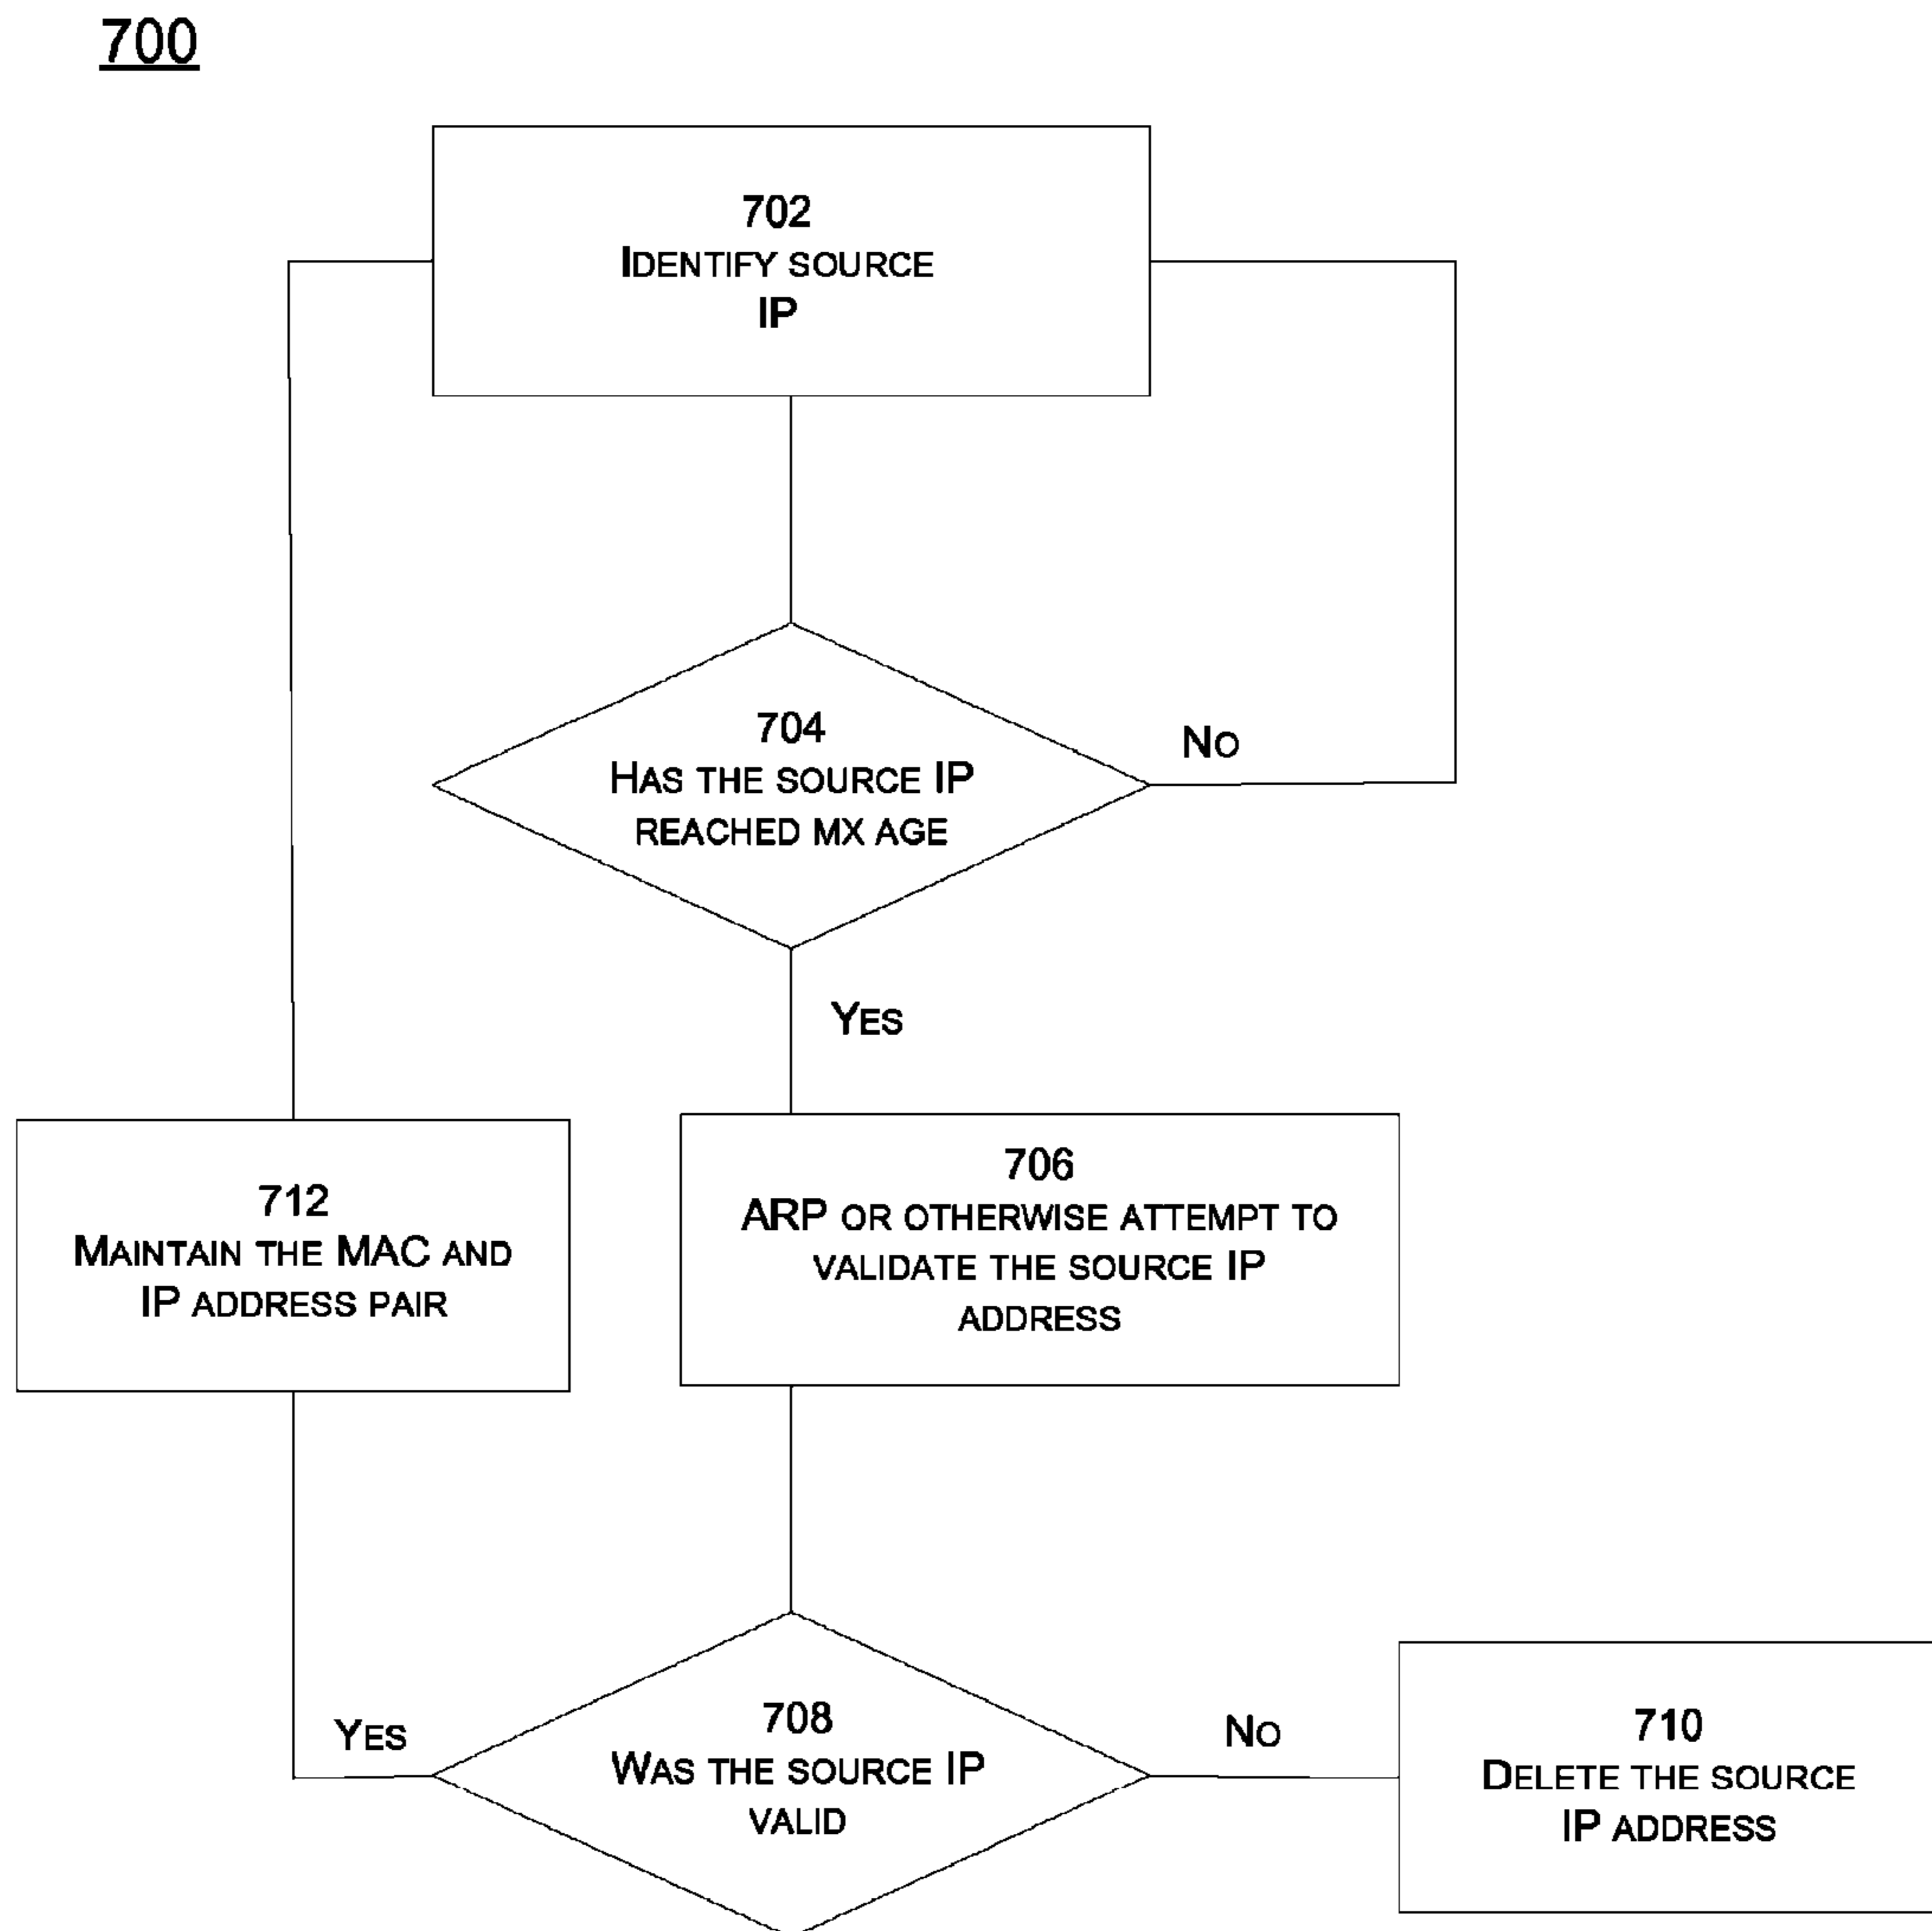 700
702
IDENTIFY SOURCE
IP
704
HAS THE SOURCE IP
REACHED MX AGE
NO
YES
712
MAINTAIN THE MAC AND
IP ADDRESS PAIR
706
ARP OR OTHERWISE ATTEMPT TO
VALIDATE THE SOURCE IP
ADDRESS
YES
708
WAS THE SOURCE IP
VALID
NO
710
DELETE THE SOURCE
IP ADDRESS